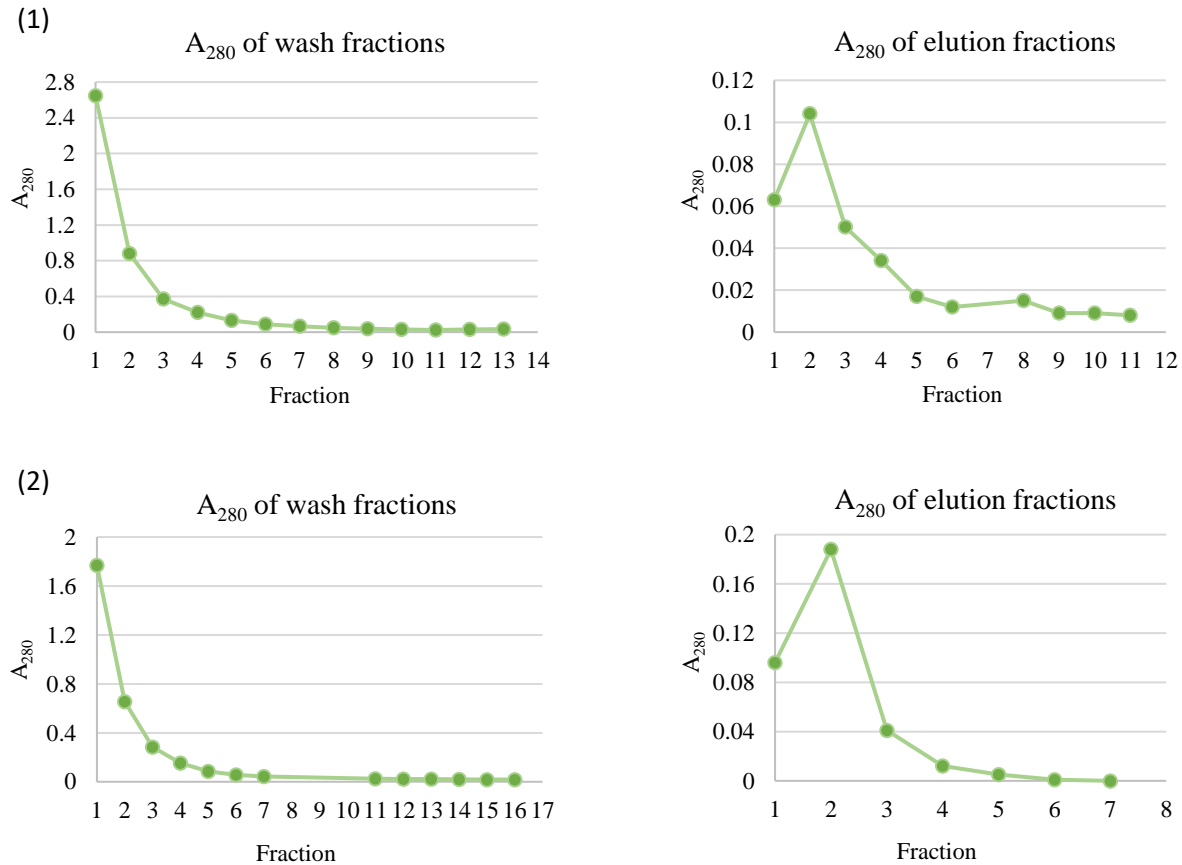 (1)
A280 of wash fractions
2.8
2.4
2
1.6
1.2
0.8
0.4
0
A280
1 2 3 4 5 6 7 8 9 10 11 12 13 14
Fraction
A280 of elution fractions
0.12
0.1
0.08
0.06
0.04
0.02
0
A280
1 2 3 4 5 6 7 8 9 10 11 12
Fraction
(2)
A280 of wash fractions
2
1.6
1.2
0.8
0.4
0
A280
1 2 3 4 5 6 7 8 9 10 11 12 13 14 15 16 17
Fraction
A280 of elution fractions
0.2
0.16
0.12
0.08
0.04
0
A280
1 2 3 4 5 6 7 8
Fraction